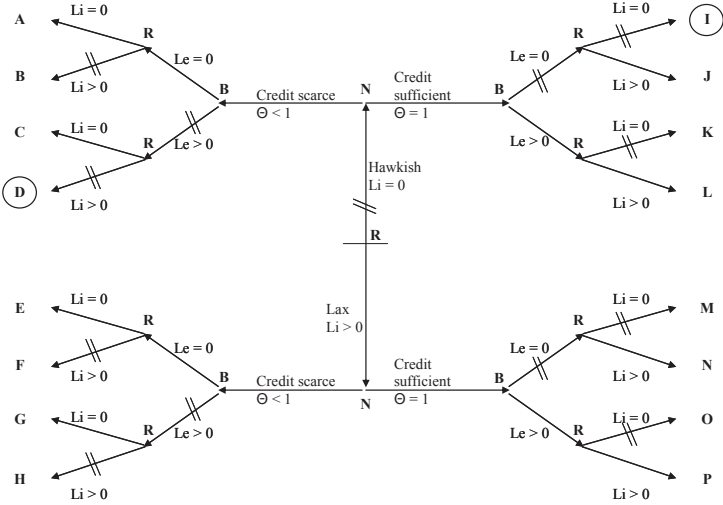 A
Li = 0
R
Li = 0
I
Le = 0
Le = 0
R
B
Li > 0
B
N
Credit
sufficient
B
Li > 0
J
Credit scarce
Θ < 1
Θ = 1
C
Li = 0
Li = 0
K
R
Le > 0
Le > 0
R
Hawkish
Li = 0
D
Li > 0
Li > 0
L
R
E
Li = 0
Lax
Li > 0
Li = 0
M
R
Le = 0
Le = 0
R
F
Li > 0
B
Credit scarce
Θ < 1
N
Credit
sufficient
Θ = 1
B
Li > 0
N
G
Li = 0
Li = 0
O
R
Le > 0
Le > 0
R
H
Li > 0
Li > 0
P